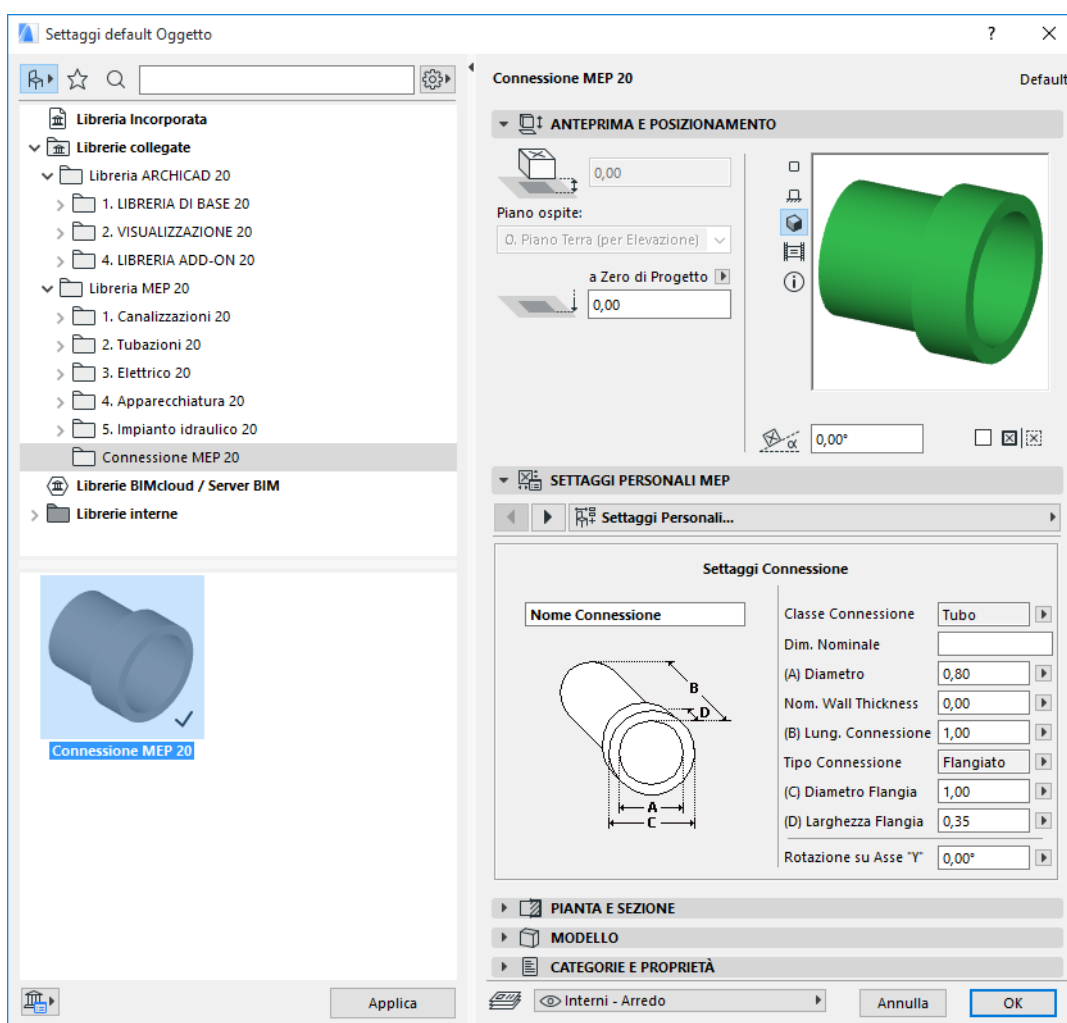 Settaggi default Oggetto
?
Libreria Incorporata
Librerie collegate
Libreria ARCHICAD 20
1. LIBRERIA DI BASE 20
2. VISUALIZZAZIONE 20
4. LIBRERIA ADD-ON 20
Libreria MEP 20
1. Canalizzazioni 20
2. Tubazioni 20
3. Elettrico 20
4. Apparecchiatura 20
5. Impianto idraulico 20
Connessione MEP 20
Librerie BIMcloud / Server BIM
Librerie interne
Connessione MEP 20
Applica
Connessione MEP 20
Default
ANTEPRIMA E POSIZIONAMENTO
0,00
Piano ospite:
0. Piano Terra (per Elevazione)
a Zero di Progetto
0,00
α
0,00°
SETTAGGI PERSONALI MEP
Settaggi Personali...
Settaggi Connessione
Nome Connessione
B
D
A
C
Classe Connessione Tubo
Dim. Nominale
(A) Diametro 0,80
Nom. Wall Thickness 0,00
(B) Lung. Connessione 1,00
Tipo Connessione Flangiato
(C) Diametro Flangia 1,00
(D) Larghezza Flangia 0,35
Rotazione su Asse "Y" 0,00°
PIANTA E SEZIONE
MODELLO
CATEGORIE E PROPRIETÀ
Interni - Arredo
Annulla
OK